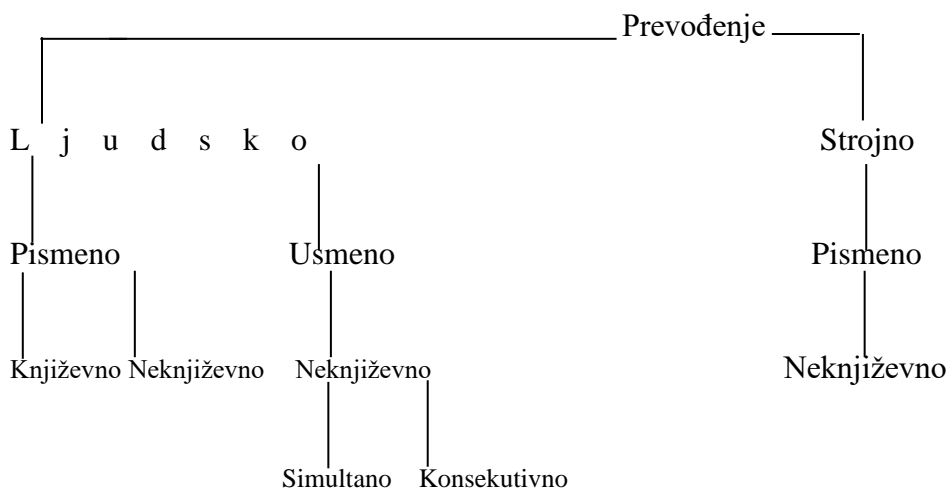 Prevođenje
L j u d s k o Strojno
Pismeno Usmeno Pismeno
Književno Neknjiževno Neknjiževno Neknjiževno
Simultano Konsekutivno